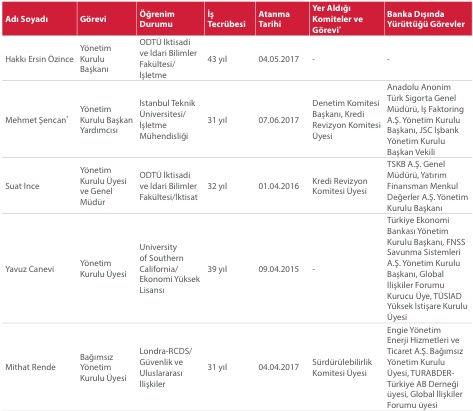 Adı Soyadı
Görevi
Öğrenim
Durumu
İş
Tecrübesi
Atanma
Tarihi
Yer Aldığı
Komiteler ve
Görevi*
Banka Dışında
Yürüttüğü Görevler
Hakkı Ersin Özince
Yönetim
Kurulu
Başkanı
ODTÜ İktisadi
ve İdari Bilimler
Fakültesi/
İşletme
43 yıl
04.05.2017
-
-
Mehmet Şencan*
Yönetim
Kurulu Başkan
Yardımcısı
Istanbul Teknik
Üniversitesi/
İşletme
Mühendisliği
31 yıl
07.06.2017
Denetim Komitesi
Başkanı, Kredi
Revizyon Komitesi
Üyesi
Anadolu Anonim
Türk Sigorta Genel
Müdürü, İş Faktoring
A.Ş. Yönetim Kurulu
Başkanı, JSC İşbank
Yönetim Kurulu
Başkan Vekili
Suat İnce
Yönetim
Kurulu Üyesi
ve Genel
Müdür
ODTÜ İktisadi
ve İdari Bilimler
Fakültesi/İktisat
32 yıl
01.04.2016
Kredi Revizyon
Komitesi Üyesi
TSKB A.Ş. Genel
Müdürü, Yatırım
Finansman Menkul
Değerler A.Ş. Yönetim
Kurulu Başkanı
Yavuz Canevi
Yönetim
Kurulu Üyesi
University
of Southern
California/
Ekonomi Yüksek
Lisansı
39 yıl
09.04.2015
-
Türkiye Ekonomi
Bankası Yönetim
Kurulu Başkanı, FNSS
Savunma Sistemleri
A.Ş. Yönetim Kurulu
Başkanı, Global
İlişkiler Forumu
Kurucu Üye, TÜSİAD
Yüksek İstişare Kurulu
Üyesi
Mithat Rende
Bağımsız
Yönetim
Kurulu Üyesi
Londra-RCDS/
Güvenlik ve
Uluslararası
İlişkiler
31 yıl
04.04.2017
Sürdürülebilirlik
Komitesi Üyesi
Engie Yönetim
Enerji Hizmetleri ve
Ticaret A.Ş. Bağımsız
Yönetim Kurulu
Üyesi, TURABDER-
Türkiye AB Derneği
üyesi, Global İlişkiler
Forumu üyesi